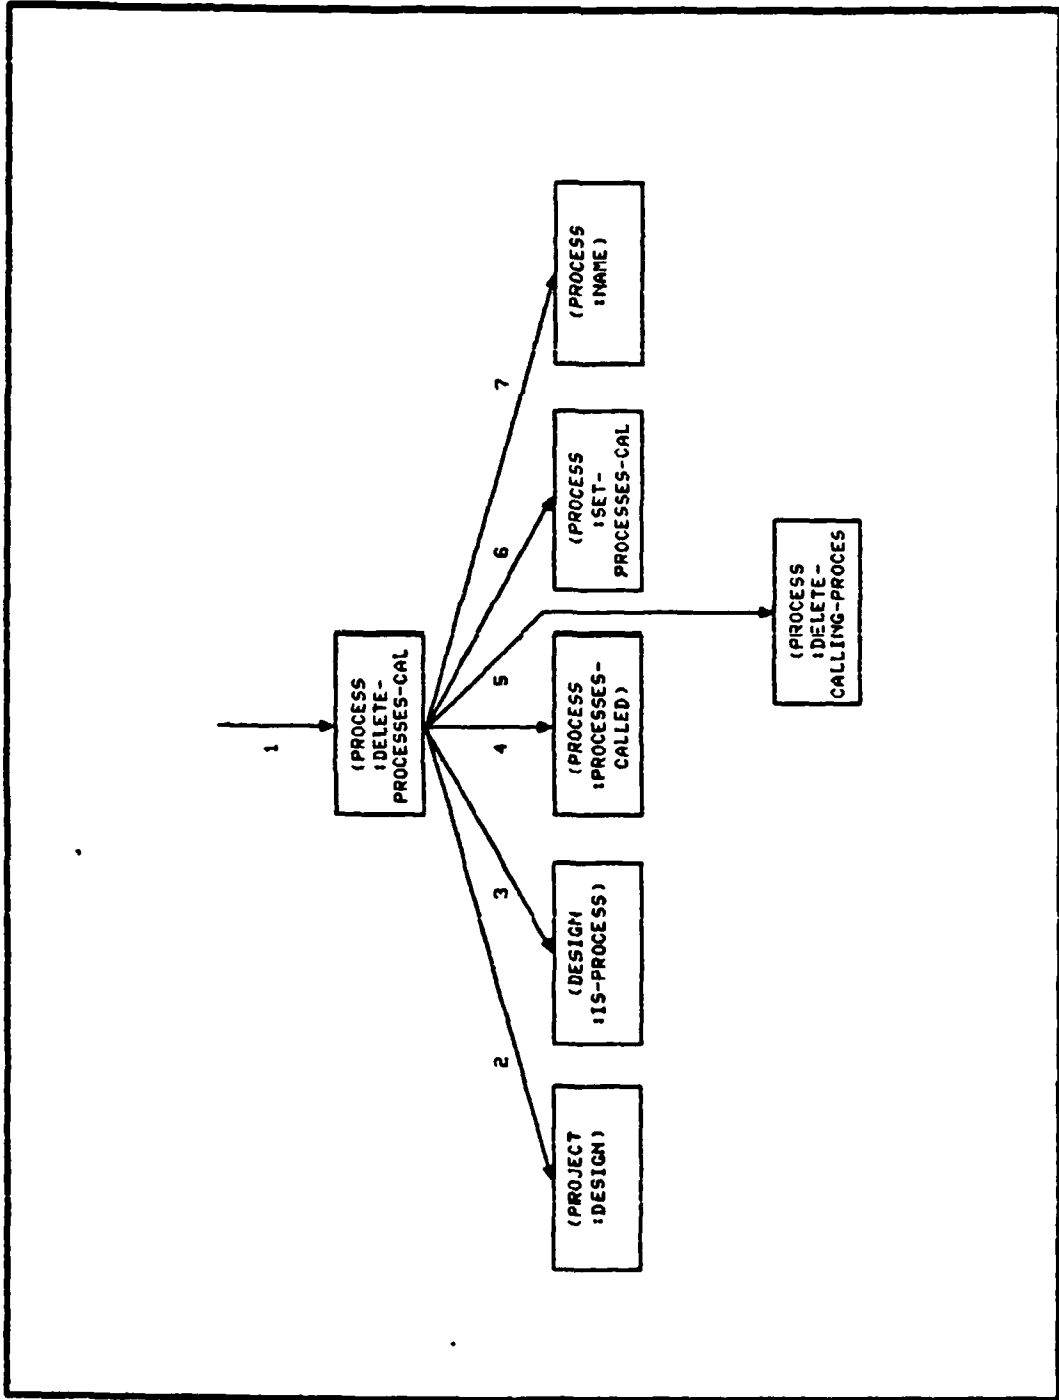 1
(PROCESS
:DELETE-
PROCESSES-CAL
2
3
4
5
6
7
(PROJECT
:DESIGN)
(DESIGN
:IS-PROCESS)
(PROCESS
:PROCESSES-
CALLED)
(PROCESS
:SET-
PROCESSES-CAL
(PROCESS
:NAME)
(PROCESS
:DELETE-
CALLING-PROCES